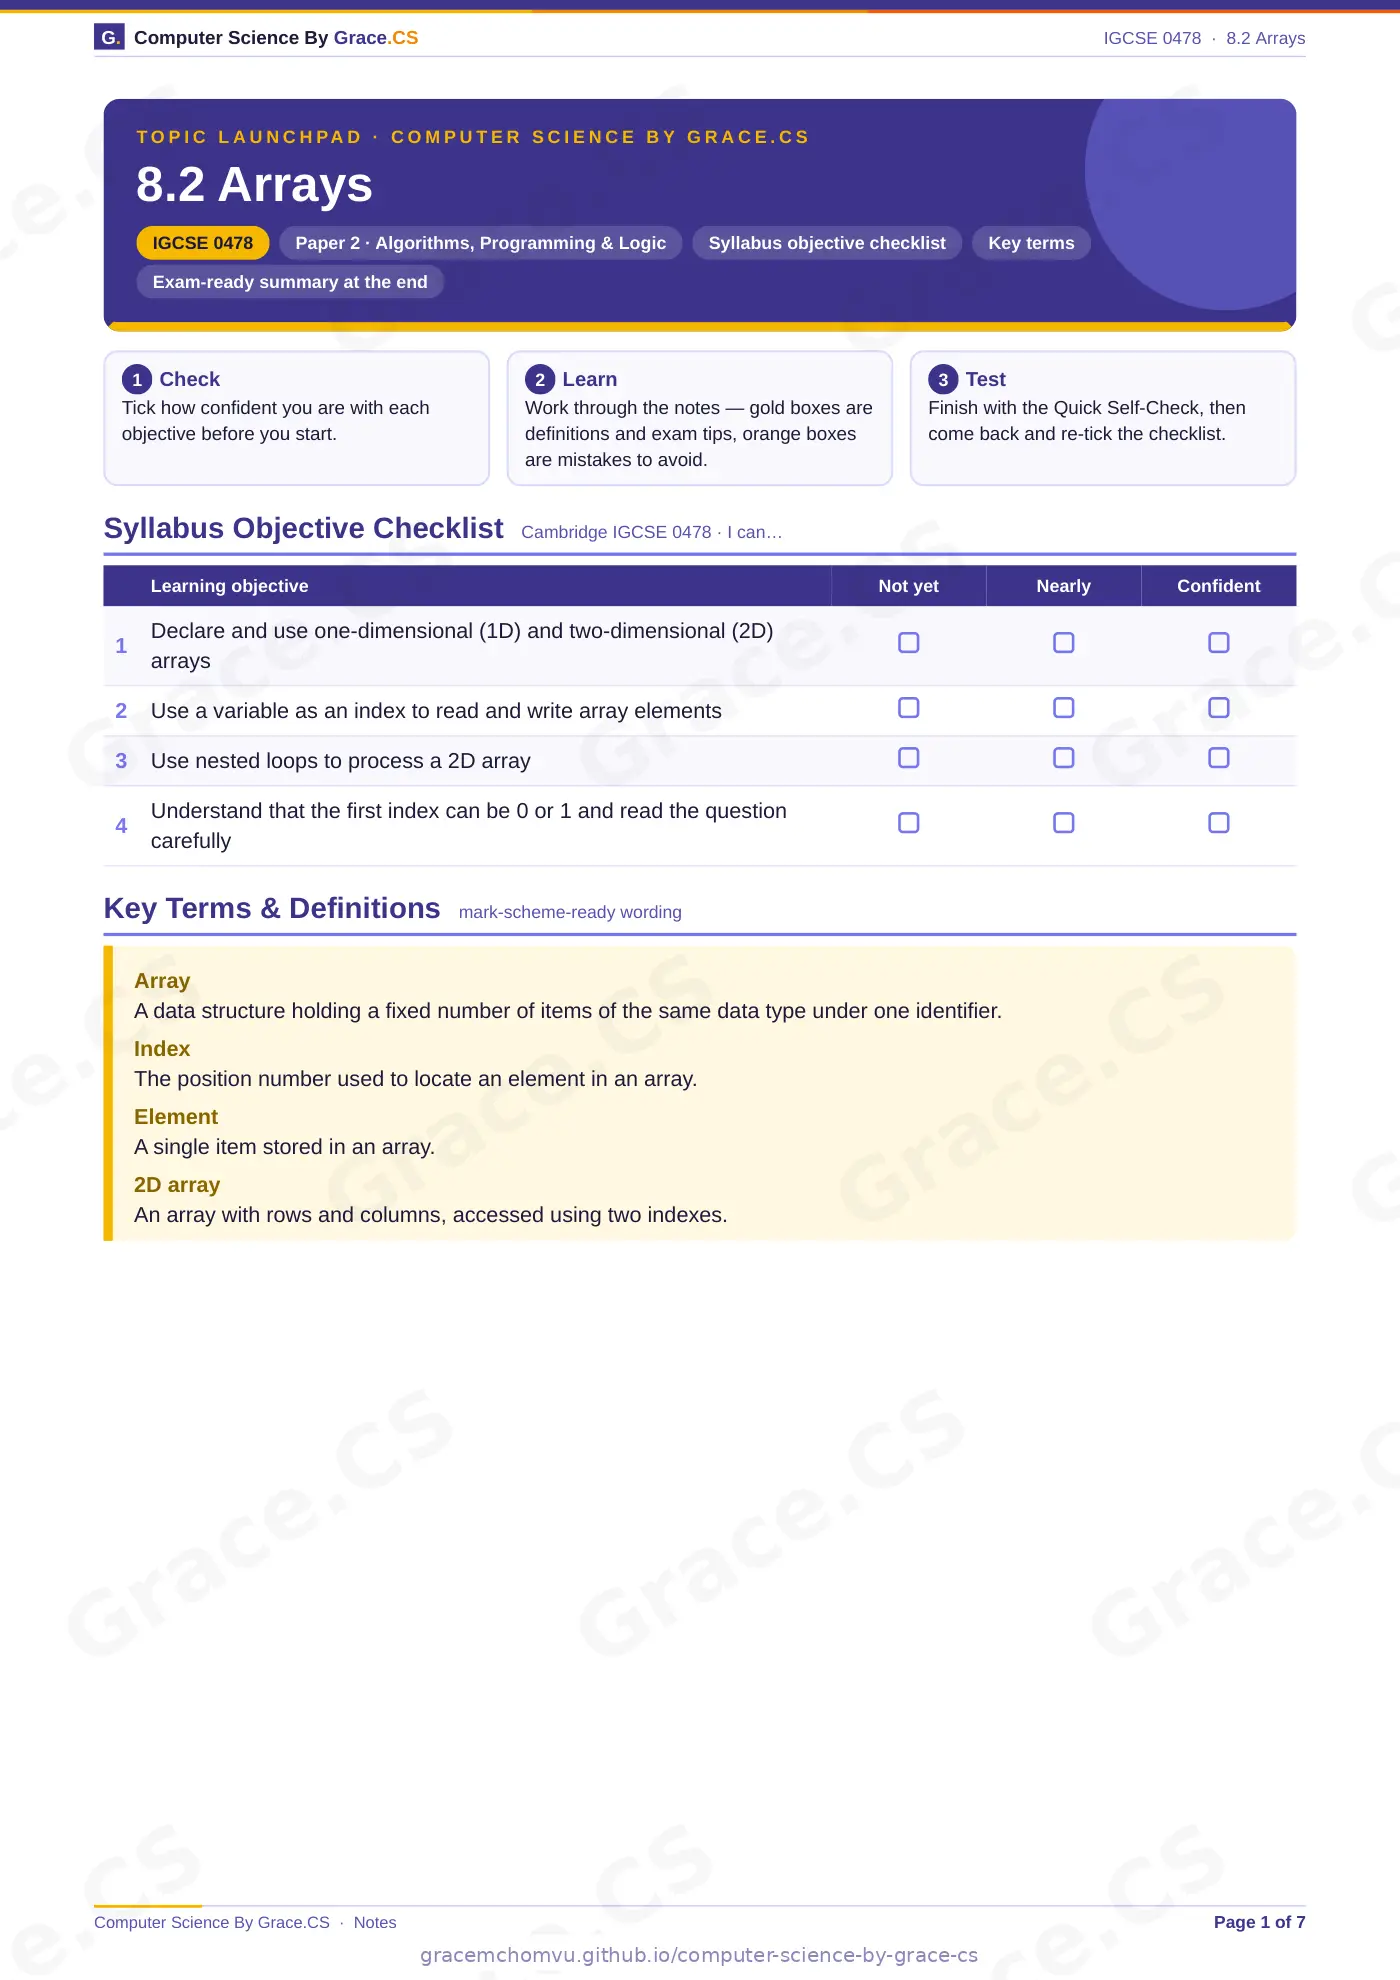 G. Computer Science By Grace.CS
IGCSE 0478 · 8.2 Arrays
TOPIC LAUNCHPAD · COMPUTER SCIENCE BY GRACE.CS
8.2 Arrays
IGCSE 0478 Paper 2 · Algorithms, Programming & Logic Syllabus objective checklist Key terms
Exam-ready summary at the end
1 Check
Tick how confident you are with each
objective before you start.
2 Learn
Work through the notes — gold boxes are
definitions and exam tips, orange boxes
are mistakes to avoid.
3 Test
Finish with the Quick Self-Check, then
come back and re-tick the checklist.
Syllabus Objective Checklist Cambridge IGCSE 0478 · I can…
Learning objective Not yet Nearly Confident
1 Declare and use one-dimensional (1D) and two-dimensional (2D)
arrays
2 Use a variable as an index to read and write array elements
3 Use nested loops to process a 2D array
4 Understand that the first index can be 0 or 1 and read the question
carefully
Key Terms & Definitions mark-scheme-ready wording
Array
A data structure holding a fixed number of items of the same data type under one identifier.
Index
The position number used to locate an element in an array.
Element
A single item stored in an array.
2D array
An array with rows and columns, accessed using two indexes.
Computer Science By Grace.CS · Notes
Page 1 of 7
gracemchomvu.github.io/computer-science-by-grace-cs